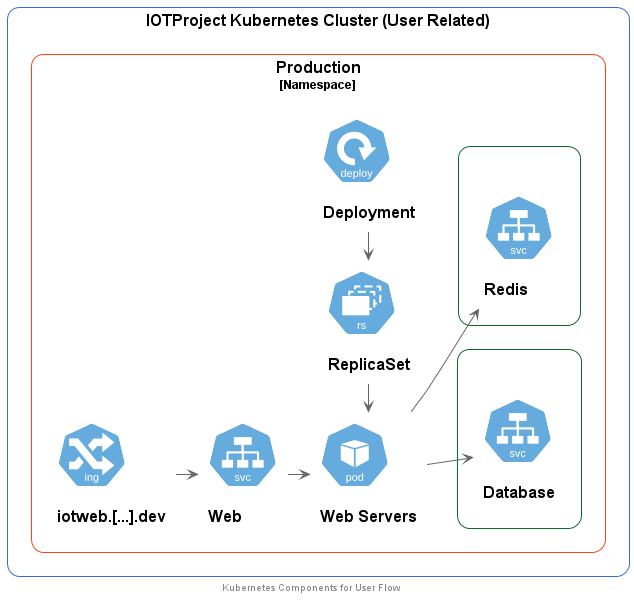 IOTProject Kubernetes Cluster (User Related)
Production
[Namespace]
deploy
Deployment
svc
Redis
rs
ReplicaSet
ing
iotweb.[...].dev
svc
Web
pod
Web Servers
svc
Database
Kubernetes Components for User Flow